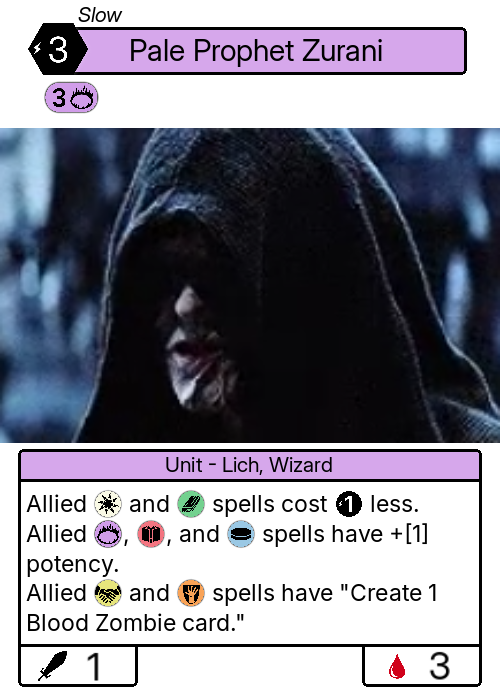 Slow
3
Pale Prophet Zurani
3
Unit - Lich, Wizard
Allied and spells cost 1 less.
Allied , , and spells have +[1]
potency.
Allied and spells have "Create 1
Blood Zombie card."
1
3